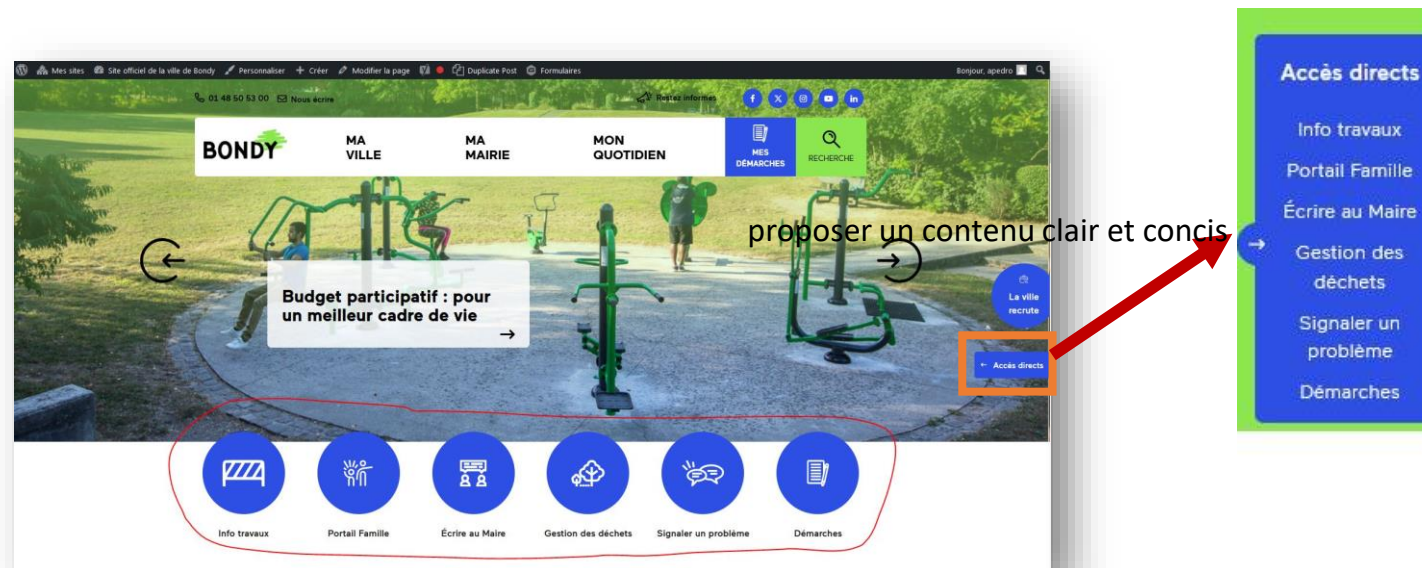 Mes sites Site officiel de la ville de Bondy Personnaliser Créer Modifier la page Duplicate Post Formulaires Bonjour, apedro
01 48 50 53 00 Nous écrire Restez informés
BONDY
MA
VILLE
MA
MAIRIE
MON
QUOTIDIEN
MES
DÉMARCHES
RECHERCHE
Budget participatif : pour
un meilleur cadre de vie
La ville
recrute
Accès directs
proposer un contenu clair et concis
Info travaux
Portail Famille
Écrire au Maire
Gestion des déchets
Signaler un problème
Démarches
Accès directs
Info travaux
Portail Famille
Écrire au Maire
Gestion des
déchets
Signaler un
problème
Démarches